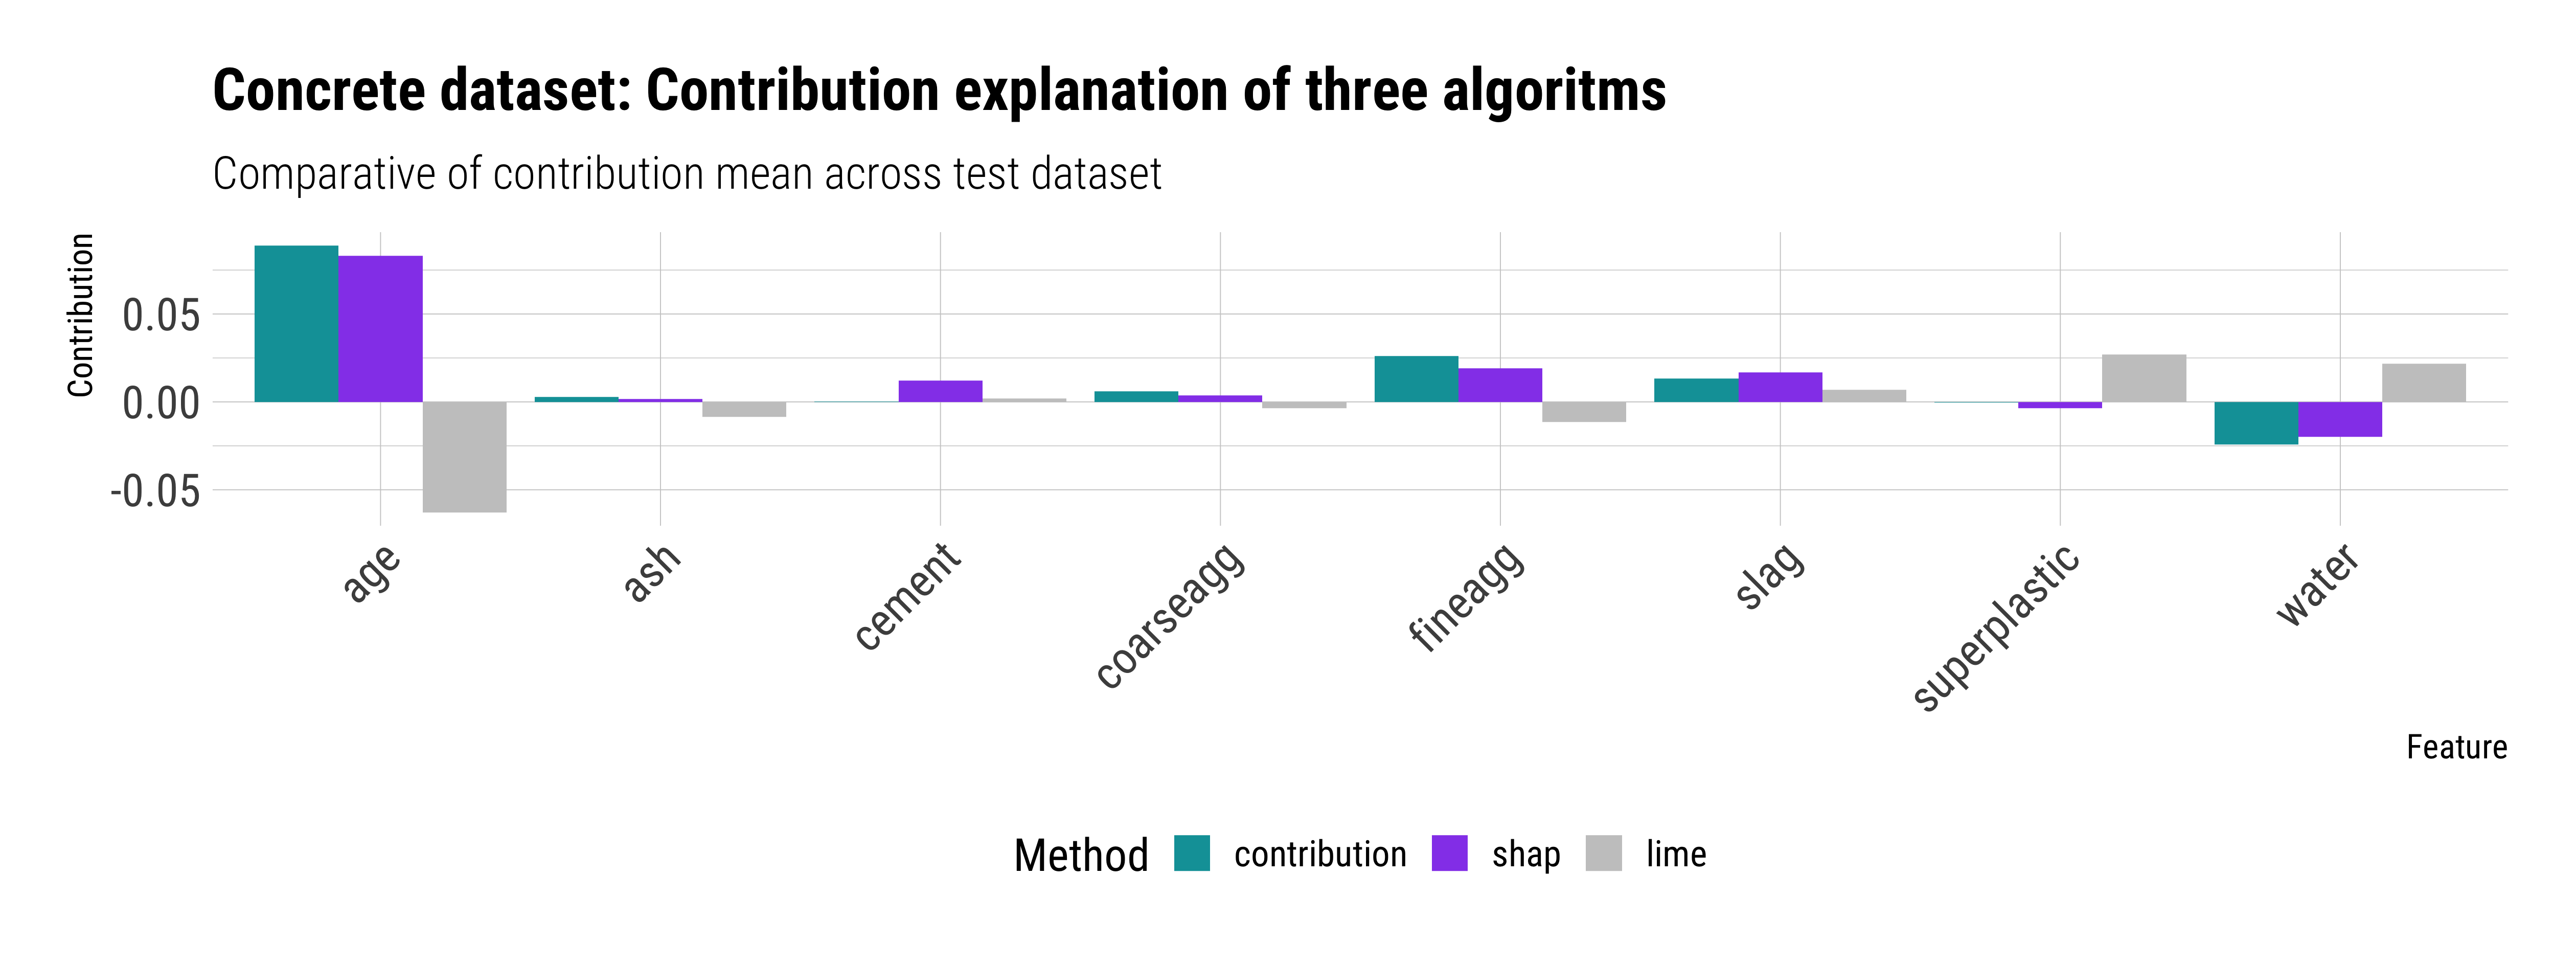 Concrete dataset: Contribution explanation of three algoritms
Comparative of contribution mean across test dataset
Contribution
0.05
0.00
-0.05
age
ash
cement
coarseagg
fineagg
slag
superplastic
water
Feature
Method contribution shap lime